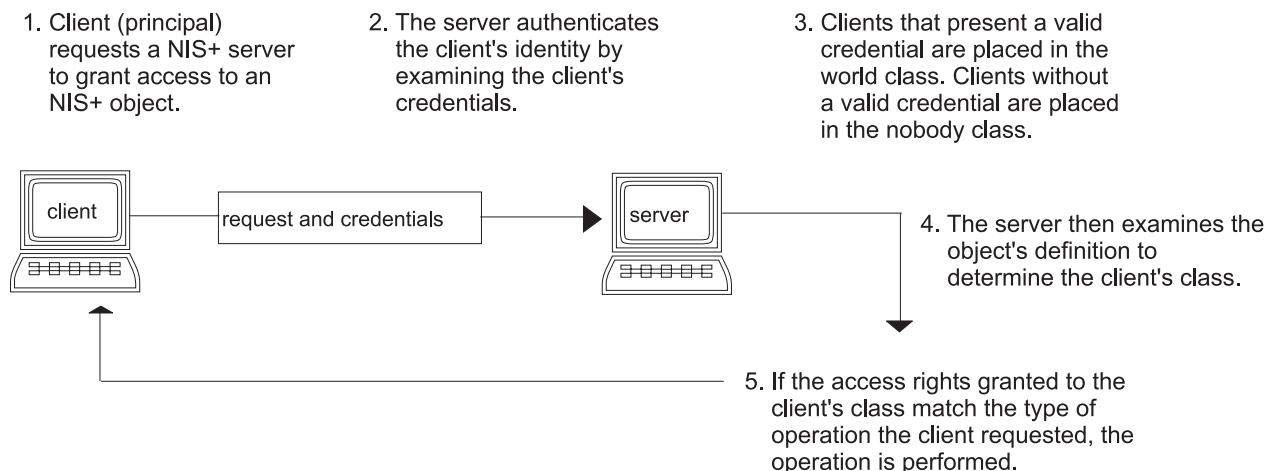 1. Client (principal)
requests a NIS+ server
to grant access to an
NIS+ object.
2. The server authenticates
the client's identity by
examining the client's
credentials.
3. Clients that present a valid
credential are placed in the
world class. Clients without
a valid credential are placed
in the nobody class.
client
request and credentials
server
4. The server then examines the
object's definition to
determine the client's class.
5. If the access rights granted to the
client's class match the type of
operation the client requested, the
operation is performed.